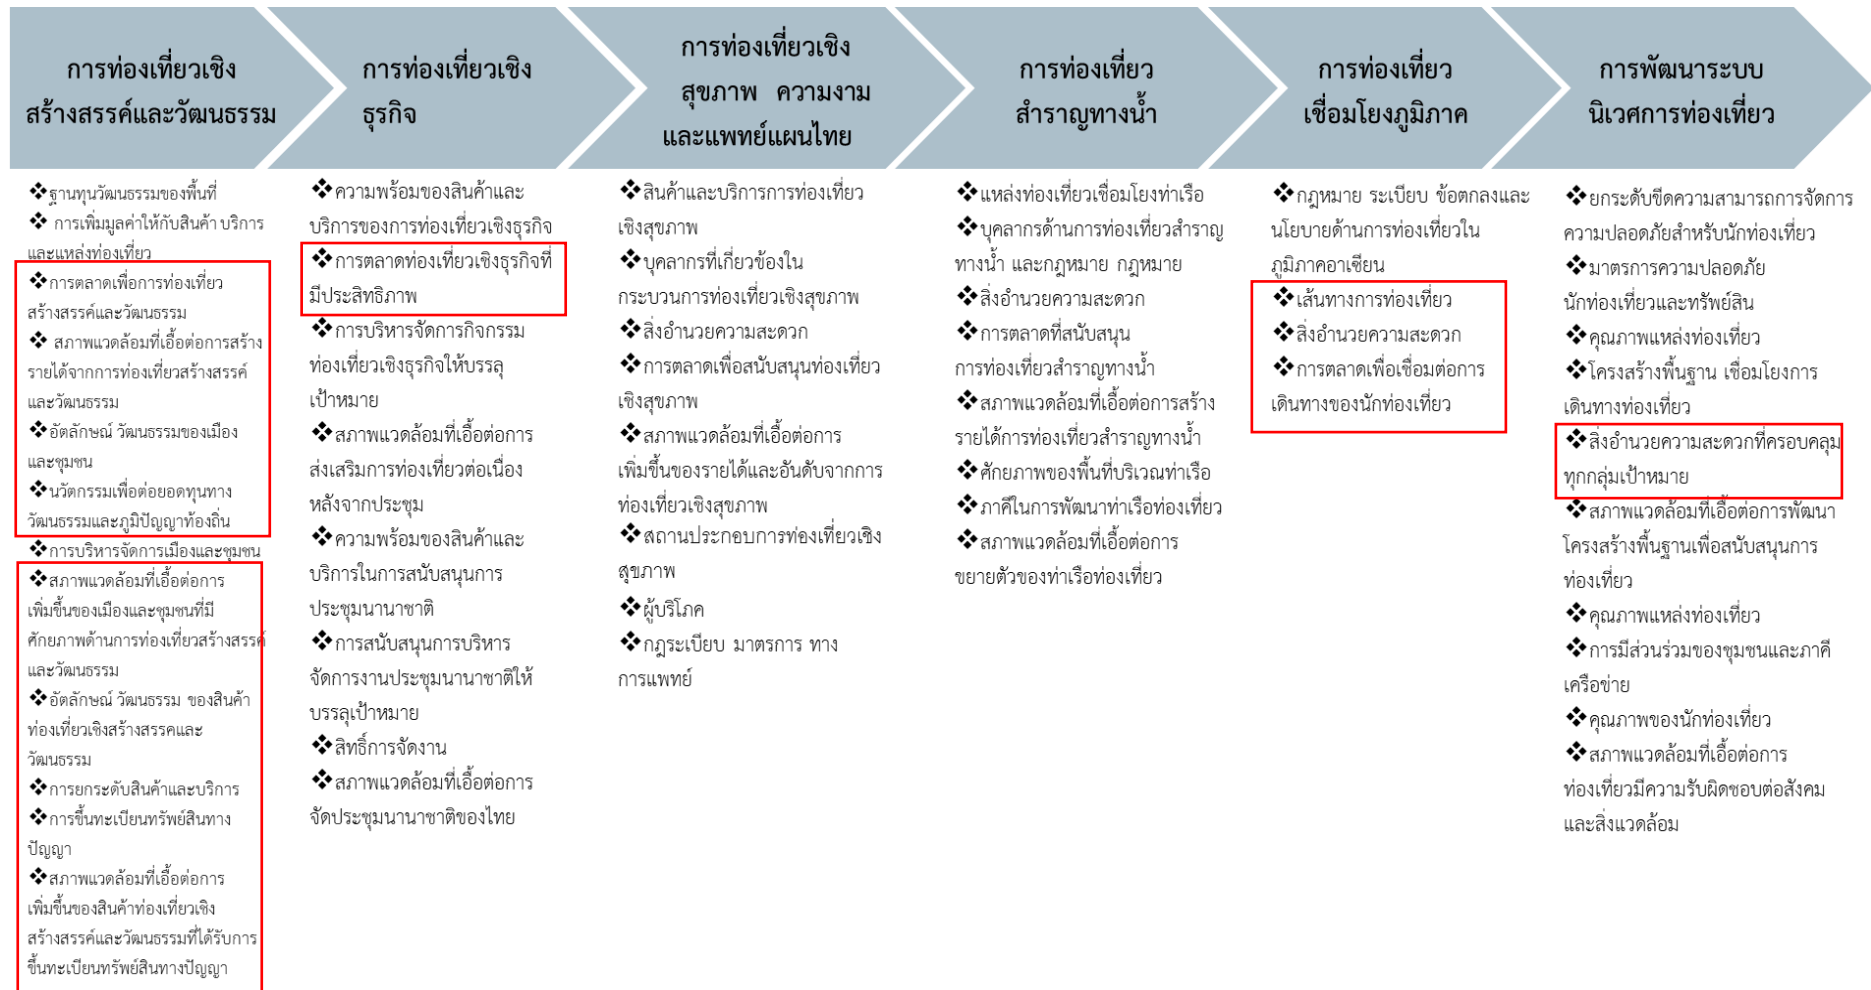 การท่องเที่ยวเชิง
สร้างสรรค์และวัฒนธรรม
❖ฐานทุนวัฒนธรรมของพื้นที่
❖ การเพิ่มมูลค่าให้กับสินค้า บริการ
และแหล่งท่องเที่ยว
❖การตลาดเพื่อการท่องเที่ยว
สร้างสรรค์และวัฒนธรรม
❖ สภาพแวดล้อมที่เอื้อต่อการสร้าง
รายได้จากการท่องเที่ยวสร้างสรรค์
และวัฒนธรรม
❖อัตลักษณ์ วัฒนธรรมของเมือง
และชุมชน
❖นวัตกรรมเพื่อต่อยอดทุนทาง
วัฒนธรรมและภูมิปัญญาท้องถิ่น
❖การบริหารจัดการเมืองและชุมชน
❖สภาพแวดล้อมที่เอื้อต่อการ
เพิ่มขึ้นของเมืองและชุมชนที่มี
ศักยภาพด้านการท่องเที่ยวสร้างสรรค์
และวัฒนธรรม
❖อัตลักษณ์ วัฒนธรรม ของสินค้า
ท่องเที่ยวเชิงสร้างสรรคและ
วัฒนธรรม
❖การยกระดับสินค้าและบริการ
❖การขึ้นทะเบียนทรัพย์สินทาง
ปัญญา
❖สภาพแวดล้อมที่เอื้อต่อการ
เพิ่มขึ้นของสินค้าท่องเที่ยวเชิง
สร้างสรรค์และวัฒนธรรมที่ได้รับการ
ขึ้นทะเบียนทรัพย์สินทางปัญญา
การท่องเที่ยวเชิง
ธุรกิจ
❖ความพร้อมของสินค้าและ
บริการของการท่องเที่ยวเชิงธุรกิจ
❖การตลาดท่องเที่ยวเชิงธุรกิจที่
มีประสิทธิภาพ
❖การบริหารจัดการกิจกรรม
ท่องเที่ยวเชิงธุรกิจให้บรรลุ
เป้าหมาย
❖สภาพแวดล้อมที่เอื้อต่อการ
ส่งเสริมการท่องเที่ยวต่อเนื่อง
หลังจากประชุม
❖ความพร้อมของสินค้าและ
บริการในการสนับสนุนการ
ประชุมนานาชาติ
❖การสนับสนุนการบริหาร
จัดการงานประชุมนานาชาติให้
บรรลุเป้าหมาย
❖สิทธิ์การจัดงาน
❖สภาพแวดล้อมที่เอื้อต่อการ
จัดประชุมนานาชาติของไทย
การท่องเที่ยวเชิง
สุขภาพ ความงาม
และแพทย์แผนไทย
❖สินค้าและบริการการท่องเที่ยว
เชิงสุขภาพ
❖บุคลากรที่เกี่ยวข้องใน
กระบวนการท่องเที่ยวเชิงสุขภาพ
❖สิ่งอำนวยความสะดวก
❖การตลาดเพื่อสนับสนุนท่องเที่ยว
เชิงสุขภาพ
❖สภาพแวดล้อมที่เอื้อต่อการ
เพิ่มขึ้นของรายได้และอันดับจากการ
ท่องเที่ยวเชิงสุขภาพ
❖สถานประกอบการท่องเที่ยวเชิง
สุขภาพ
❖ผู้บริโภค
❖กฎระเบียบ มาตรการ ทาง
การแพทย์
การท่องเที่ยว
สำราญทางน้ำ
❖แหล่งท่องเที่ยวเชื่อมโยงท่าเรือ
❖บุคลากรด้านการท่องเที่ยวสำราญ
ทางน้ำ และกฎหมาย กฎหมาย
❖สิ่งอำนวยความสะดวก
❖การตลาดที่สนับสนุน
การท่องเที่ยวสำราญทางน้ำ
❖สภาพแวดล้อมที่เอื้อต่อการสร้าง
รายได้การท่องเที่ยวสำราญทางน้ำ
❖ศักยภาพของพื้นที่บริเวณท่าเรือ
❖ภาคีในการพัฒนาท่าเรือท่องเที่ยว
❖สภาพแวดล้อมที่เอื้อต่อการ
ขยายตัวของท่าเรือท่องเที่ยว
การท่องเที่ยว
เชื่อมโยงภูมิภาค
❖กฎหมาย ระเบียบ ข้อตกลงและ
นโยบายด้านการท่องเที่ยวใน
ภูมิภาคอาเซียน
❖เส้นทางการท่องเที่ยว
❖สิ่งอำนวยความสะดวก
❖การตลาดเพื่อเชื่อมต่อการ
เดินทางของนักท่องเที่ยว
การพัฒนาระบบ
นิเวศการท่องเที่ยว
❖ยกระดับขีดความสามารถการจัดการ
ความปลอดภัยสำหรับนักท่องเที่ยว
❖มาตรการความปลอดภัย
นักท่องเที่ยวและทรัพย์สิน
❖คุณภาพแหล่งท่องเที่ยว
❖โครงสร้างพื้นฐาน เชื่อมโยงการ
เดินทางท่องเที่ยว
❖สิ่งอำนวยความสะดวกที่ครอบคลุม
ทุกกลุ่มเป้าหมาย
❖สภาพแวดล้อมที่เอื้อต่อการพัฒนา
โครงสร้างพื้นฐานเพื่อสนับสนุนการ
ท่องเที่ยว
❖คุณภาพแหล่งท่องเที่ยว
❖การมีส่วนร่วมของชุมชนและภาคี
เครือข่าย
❖คุณภาพของนักท่องเที่ยว
❖สภาพแวดล้อมที่เอื้อต่อการ
ท่องเที่ยวมีความรับผิดชอบต่อสังคม
และสิ่งแวดล้อม